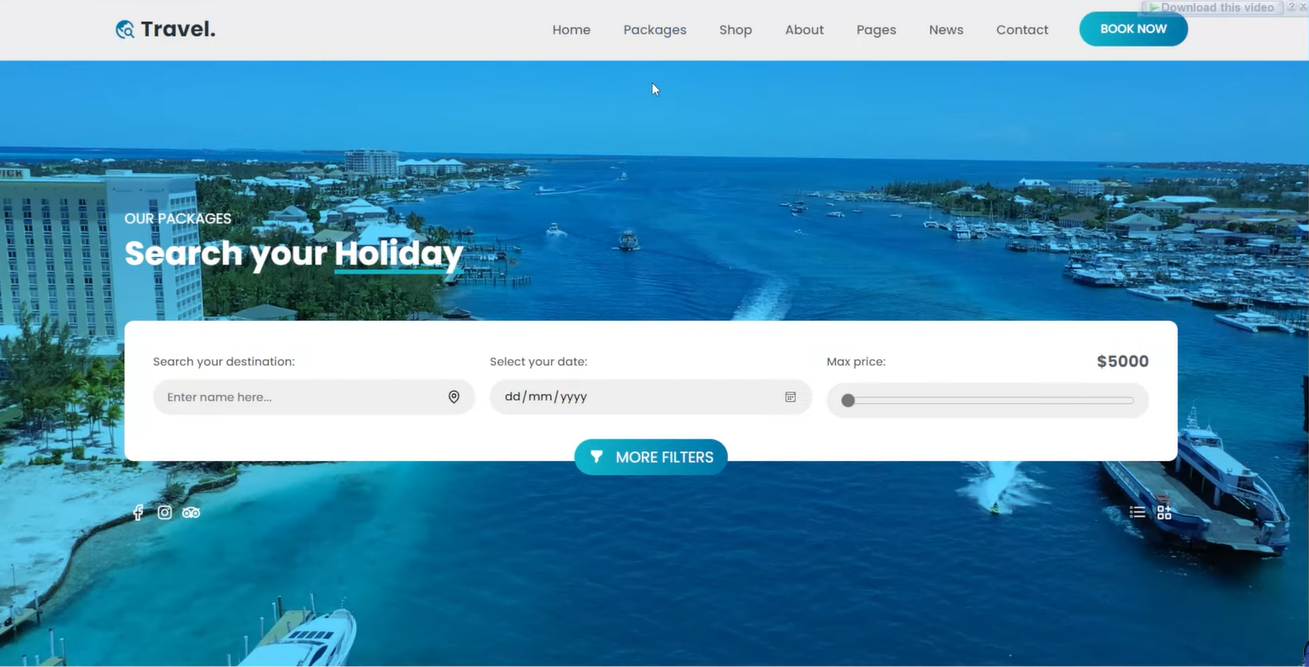 Download this video ? X
Travel.
Home Packages Shop About Pages News Contact BOOK NOW
OUR PACKAGES
Search your Holiday
Search your destination: Select your date: Max price: $5000
Enter name here... dd/mm/yyyy
MORE FILTERS